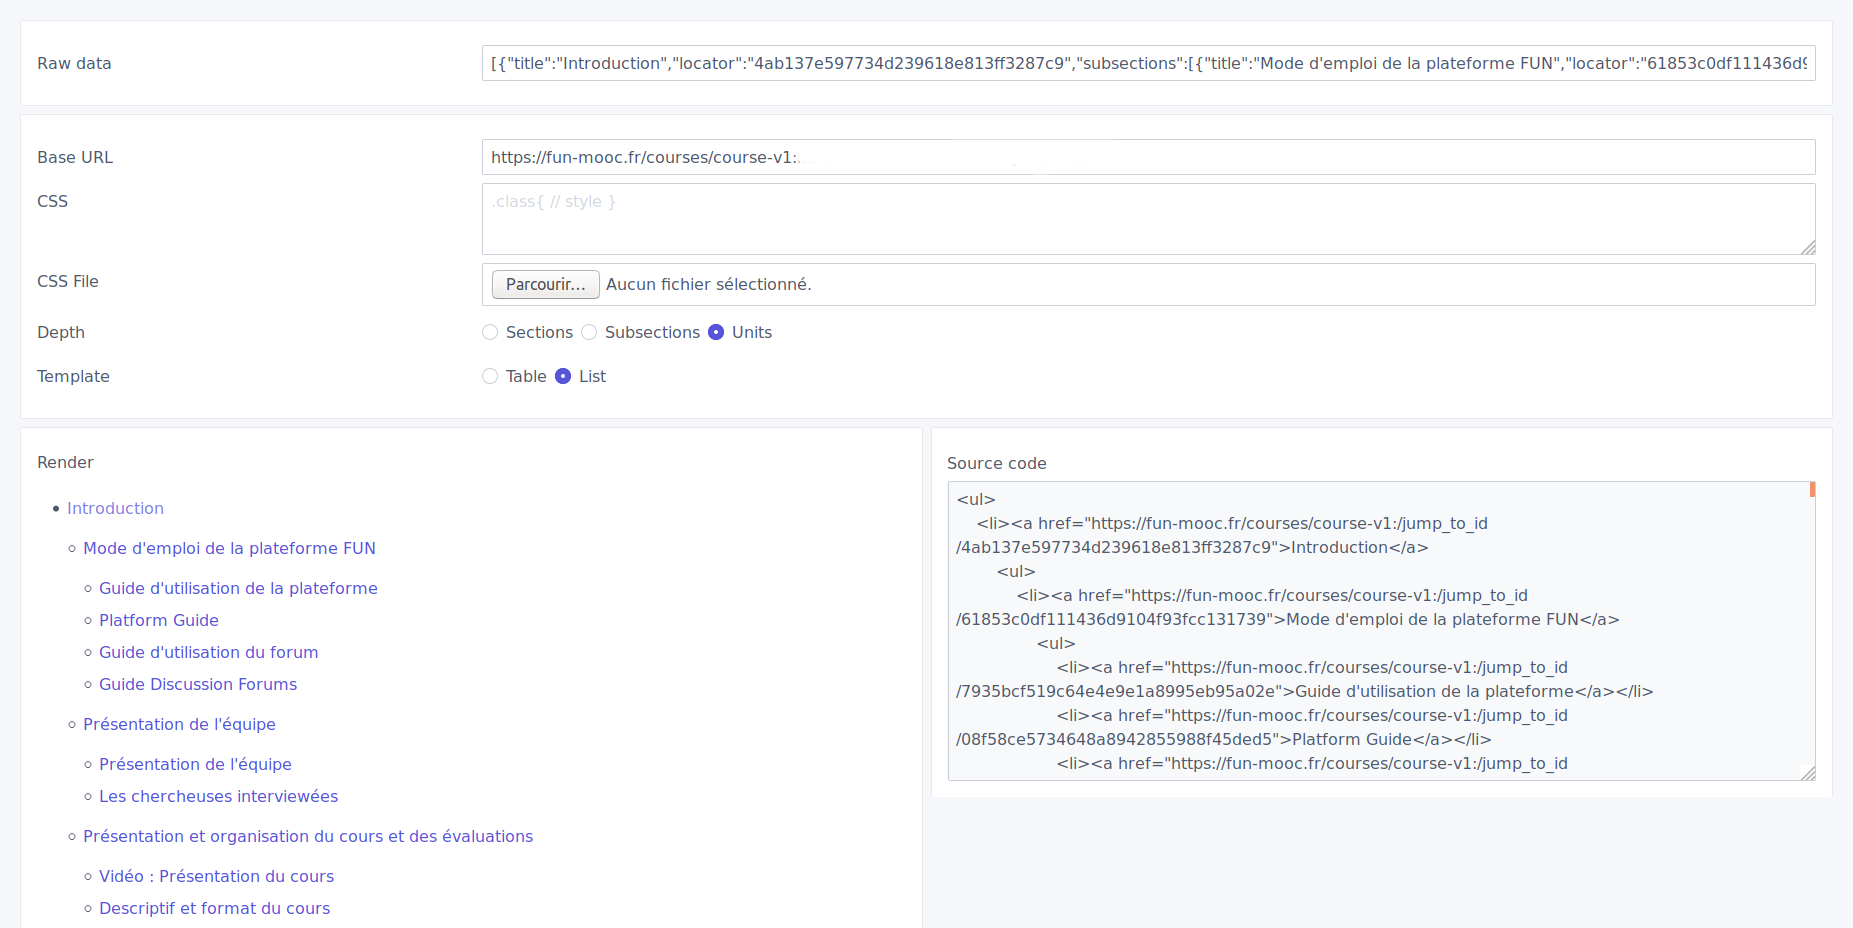 Raw data
[{"title":"Introduction","locator":"4ab137e597734d239618e813ff3287c9","subsections":[{"title":"Mode d'emploi de la plateforme FUN","locator":"61853c0df111436d9
Base URL
https://fun-mooc.fr/courses/course-v1:
CSS
.class{ // style }
CSS File
Parcourir... Aucun fichier sélectionné.
Depth
Sections Subsections Units
Template
Table List
Render
Introduction
Mode d'emploi de la plateforme FUN
Guide d'utilisation de la plateforme
Platform Guide
Guide d'utilisation du forum
Guide Discussion Forums
Présentation de l'équipe
Présentation de l'équipe
Les chercheuses interviewées
Présentation et organisation du cours et des évaluations
Vidéo : Présentation du cours
Descriptif et format du cours
Source code
<ul>
<li><a href="https://fun-mooc.fr/courses/course-v1:/jump_to_id
/4ab137e597734d239618e813ff3287c9">Introduction</a>
<ul>
<li><a href="https://fun-mooc.fr/courses/course-v1:/jump_to_id
/61853c0df111436d9104f93fcc131739">Mode d'emploi de la plateforme FUN</a>
<ul>
<li><a href="https://fun-mooc.fr/courses/course-v1:/jump_to_id
/7935bcf519c64e4e9e1a8995eb95a02e">Guide d'utilisation de la plateforme</a></li>
<li><a href="https://fun-mooc.fr/courses/course-v1:/jump_to_id
/08f58ce5734648a8942855988f45ded5">Platform Guide</a></li>
<li><a href="https://fun-mooc.fr/courses/course-v1:/jump_to_id